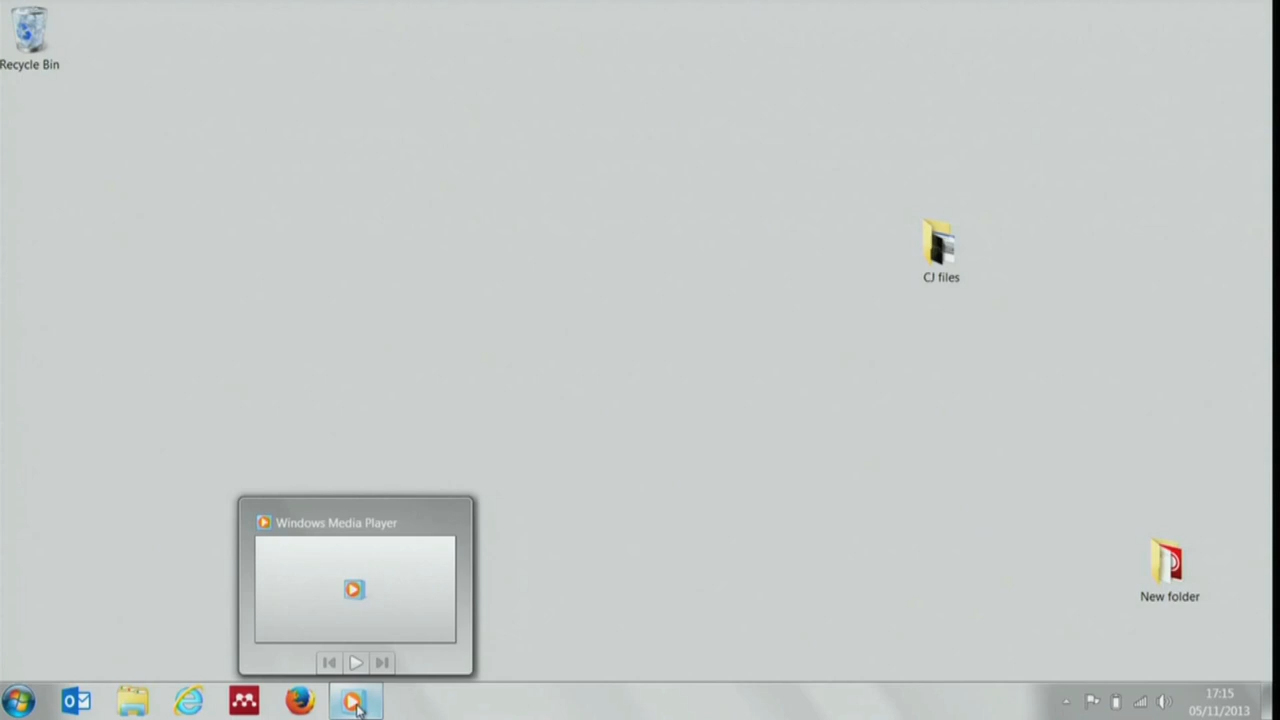 Recycle Bin
CJ files
Windows Media Player
New folder
17:15
05/11/2013